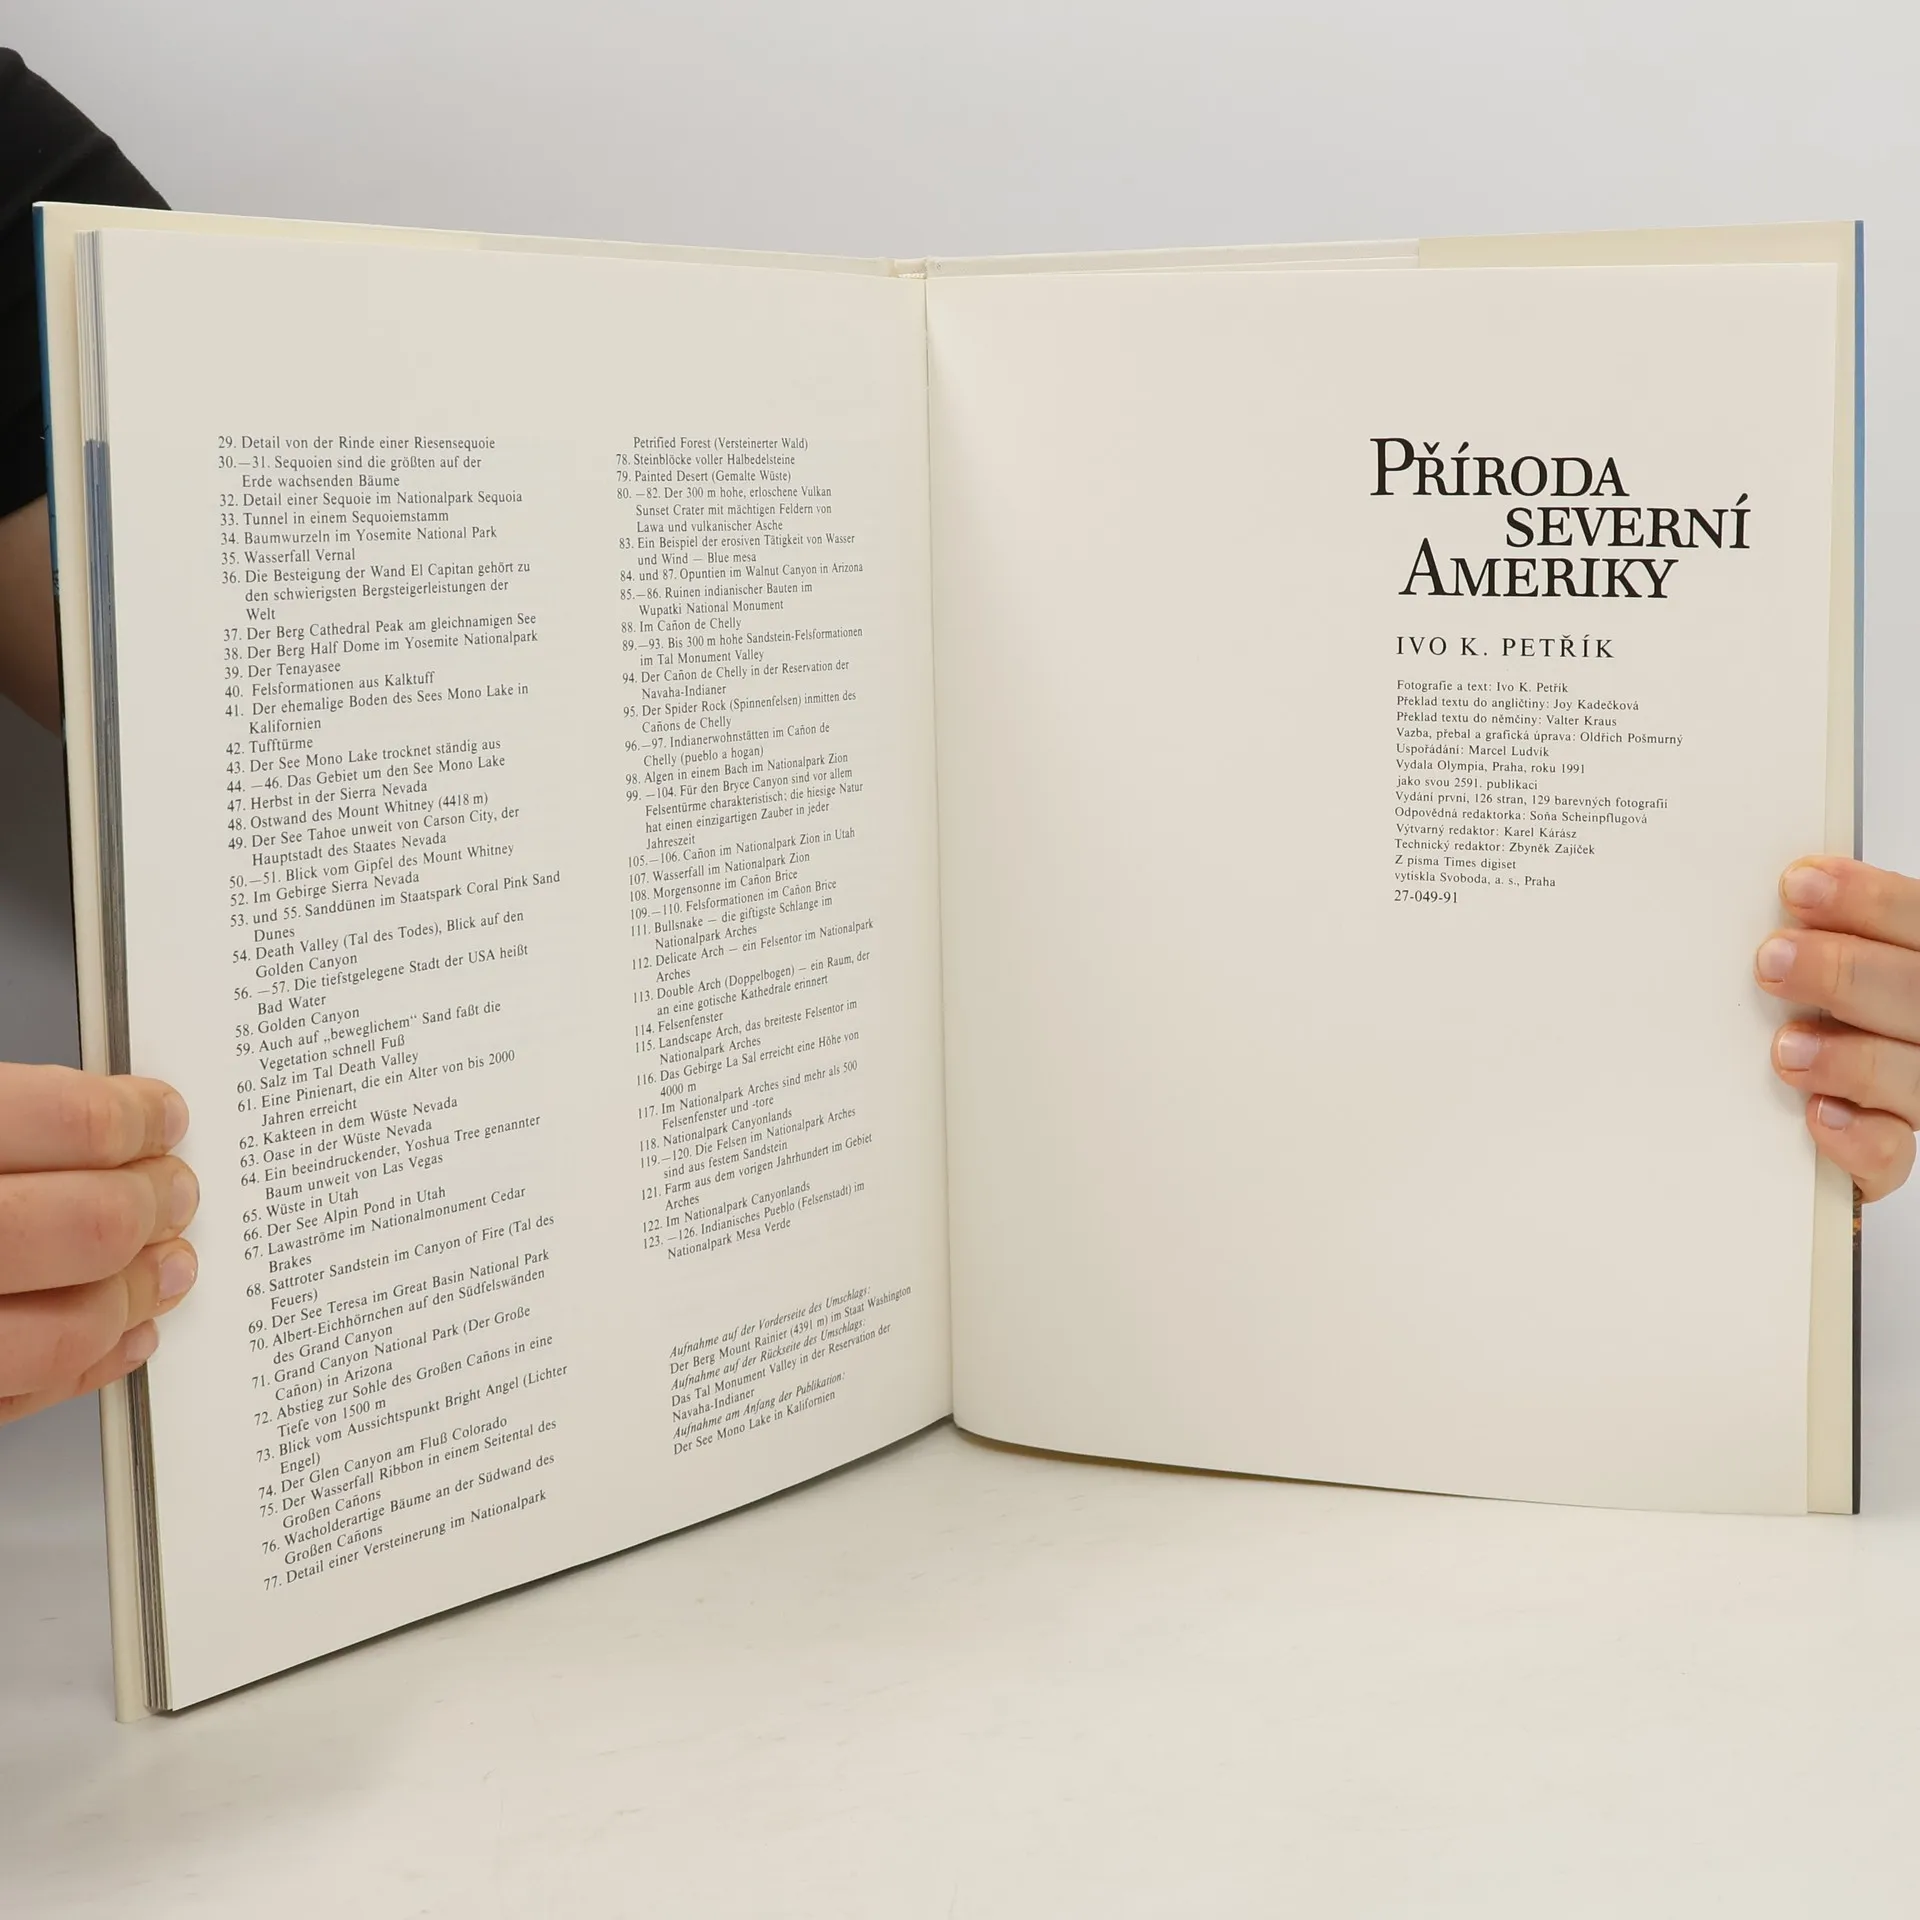 29. Detail von der Rinde einer Riesensequoie
30.—31. Sequoien sind die größten auf der
Erde wachsenden Bäume
32. Detail einer Sequoie im Nationalpark Sequoia
33. Tunnel in einem Sequoiemstamm
34. Baumwurzeln im Yosemite National Park
35. Wasserfall Vernal
36. Die Besteigung der Wand El Capitan gehört zu
den schwierigsten Bergsteigerleistungen der
Welt
37. Der Berg Cathedral Peak am gleichnamigen See
38. Der Berg Half Dome im Yosemite Nationalpark
39. Der Tenayasee
40. Felsformationen aus Kalktuff
41. Der ehemalige Boden des Sees Mono Lake in
Kalifornien
42. Tufftürme
43. Der See Mono Lake trocknet ständig aus
44. —46. Das Gebiet um den See Mono Lake
47. Herbst in der Sierra Nevada
48. Ostwand des Mount Whitney (4418 m)
49. Der See Tahoe unweit von Carson City, der
Hauptstadt des Staates Nevada
50.—51. Blick vom Gipfel des Mount Whitney
52. Im Gebirge Sierra Nevada
53. und 55. Sanddünen im Staatspark Coral Pink Sand
Dunes
54. Death Valley (Tal des Todes), Blick auf den
Golden Canyon
56. —57. Die tiefstgelegene Stadt der USA heißt
Bad Water
58. Golden Canyon
59. Auch auf „beweglichem“ Sand faßt die
Vegetation schnell Fuß
60. Salz im Tal Death Valley
61. Eine Pinienart, die ein Alter von bis 2000
Jahren erreicht
62. Kakteen in dem Wüste Nevada
63. Oase in der Wüste Nevada
64. Ein beeindruckender, Yoshua Tree genannter
Baum unweit von Las Vegas
65. Wüste in Utah
66. Der See Alpin Pond in Utah
67. Lawaströme im Nationalmonument Cedar
Brakes
68. Sattroter Sandstein im Canyon of Fire (Tal des
Feuers)
69. Der See Teresa im Great Basin National Park
70. Albert-Eichhörnchen auf den Südfelswänden
des Grand Canyon
71. Grand Canyon National Park (Der Große
Cañon) in Arizona
72. Abstieg zur Sohle des Großen Cañons in eine
Tiefe von 1500 m
73. Blick vom Aussichtspunkt Bright Angel (Lichter
Engel)
74. Der Glen Canyon am Fluß Colorado
75. Der Wasserfall Ribbon in einem Seitental des
Großen Cañons
76. Wacholderartige Bäume an der Südwand des
Großen Cañons
77. Detail einer Versteinerung im Nationalpark
Petrified Forest (Versteinerter Wald)
78. Steinblöcke voller Halbedelsteine
79. Painted Desert (Gemalte Wüste)
80. —82. Der 300 m hohe, erloschene Vulkan
Sunset Crater mit mächtigen Feldern von
Lawa und vulkanischer Asche
83. Ein Beispiel der erosiven Tätigkeit von Wasser
und Wind — Blue mesa
84. und 87. Opuntien im Walnut Canyon in Arizona
85.—86. Ruinen indianischer Bauten im
Wupatki National Monument
88. Im Cañon de Chelly
89.—93. Bis 300 m hohe Sandstein-Felsformationen
im Tal Monument Valley
94. Der Cañon de Chelly in der Reservation der
Navaha-Indianer
95. Der Spider Rock (Spinnenfelsen) inmitten des
Cañons de Chelly
96.—97. Indianerwohnstätten im Cañon de
Chelly (pueblo a hogan)
98. Algen in einem Bach im Nationalpark Zion
99. —104. Für den Bryce Canyon sind vor allem
Felsentürme charakteristisch; die hiesige Natur
hat einen einzigartigen Zauber in jeder
Jahreszeit
105.—106. Cañon im Nationalpark Zion in Utah
107. Wasserfall im Nationalpark Zion
108. Morgensonne im Cañon Brice
109.—110. Felsformationen im Cañon Brice
111. Bullsnake — die giftigste Schlange im
Nationalpark Arches
112. Delicate Arch — ein Felsentor im Nationalpark
Arches
113. Double Arch (Doppelbogen) — ein Raum, der
an eine gotische Kathedrale erinnert
114. Felsenfenster
115. Landscape Arch, das breiteste Felsentor im
Nationalpark Arches
116. Das Gebirge La Sal erreicht eine Höhe von
4000 m
117. Im Nationalpark Arches sind mehr als 500
Felsenfenster und -tore
118. Nationalpark Canyonlands
119.—120. Die Felsen im Nationalpark Arches
sind aus festem Sandstein
121. Farm aus dem vorigen Jahrhundert im Gebiet
Arches
122. Im Nationalpark Canyonlands
123. —126. Indianisches Pueblo (Felsenstadt) im
Nationalpark Mesa Verde
Aufnahme auf der Vorderseite des Umschlags:
Der Berg Mount Rainier (4391 m) im Staat Washington
Aufnahme auf der Rückseite des Umschlags:
Das Tal Monument Valley in der Reservation der
Navaha-Indianer
Aufnahme am Anfang der Publikation:
Der See Mono Lake in Kalifornien
PŘÍRODA
SEVERNÍ
AMERIKY
IVO K. PETŘÍK
Fotografie a text: Ivo K. Petřík
Překlad textu do angličtiny: Joy Kadečková
Překlad textu do němčiny: Valter Kraus
Vazba, přebal a grafická úprava: Oldřich Pošmurný
Uspořádání: Marcel Ludvík
Vydala Olympia, Praha, roku 1991
jako svou 2591. publikaci
Vydání první, 126 stran, 129 barevných fotografií
Odpovědná redaktorka: Soňa Scheinpflugová
Výtvarný redaktor: Karel Kárász
Technický redaktor: Zbyněk Zajíček
Z písma Times digiset
vytiskla Svoboda, a. s., Praha
27-049-91